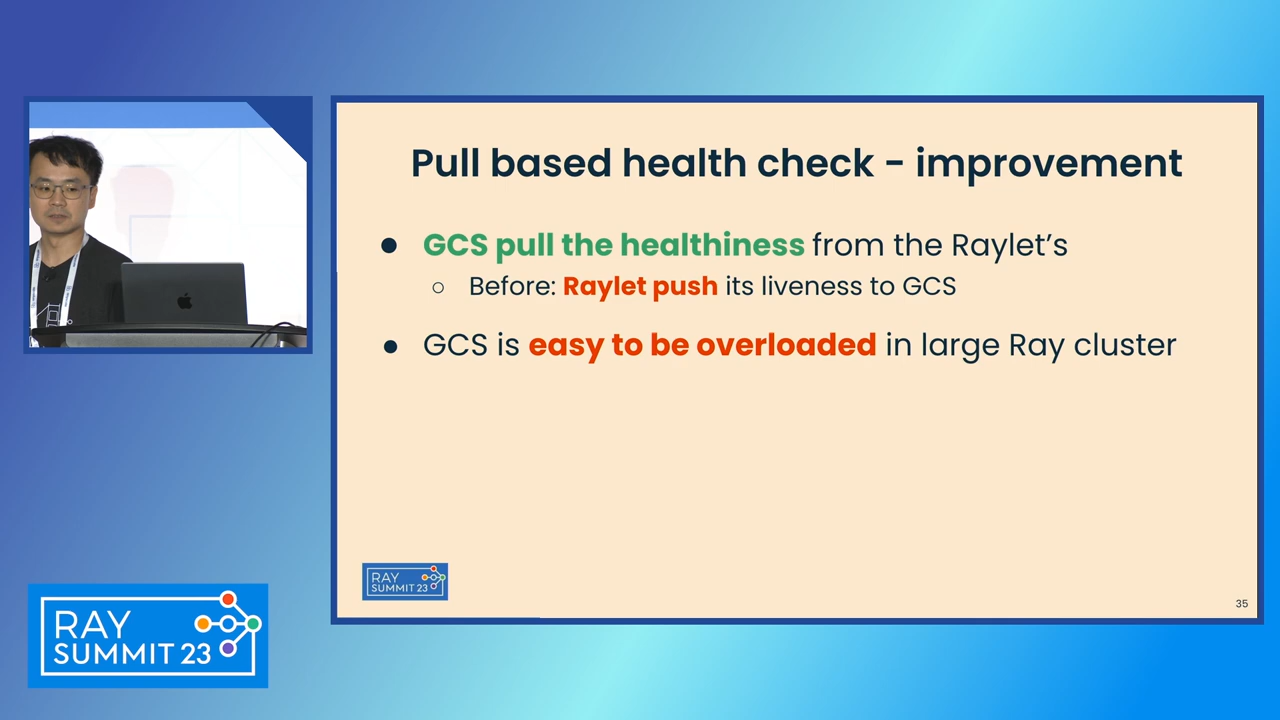 Pull based health check - improvement
● GCS pull the healthiness from the Raylet's
○ Before: Raylet push its liveness to GCS
● GCS is easy to be overloaded in large Ray cluster
RAY
SUMMIT 23
35
RAY
SUMMIT 23